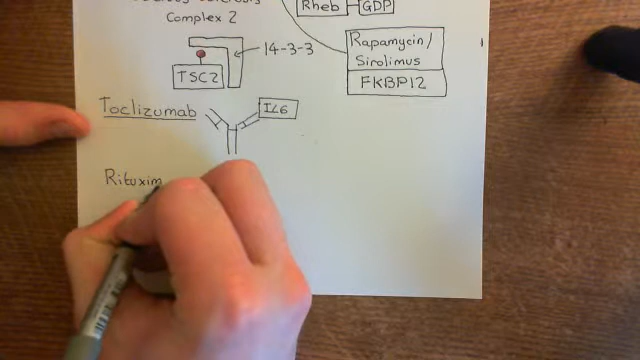 Complex 2
Rheb GDP
14-3-3
TSC2
Rapamycin/
Sirolimus
FKBP12
Toclizumab
IL6
Rituxim